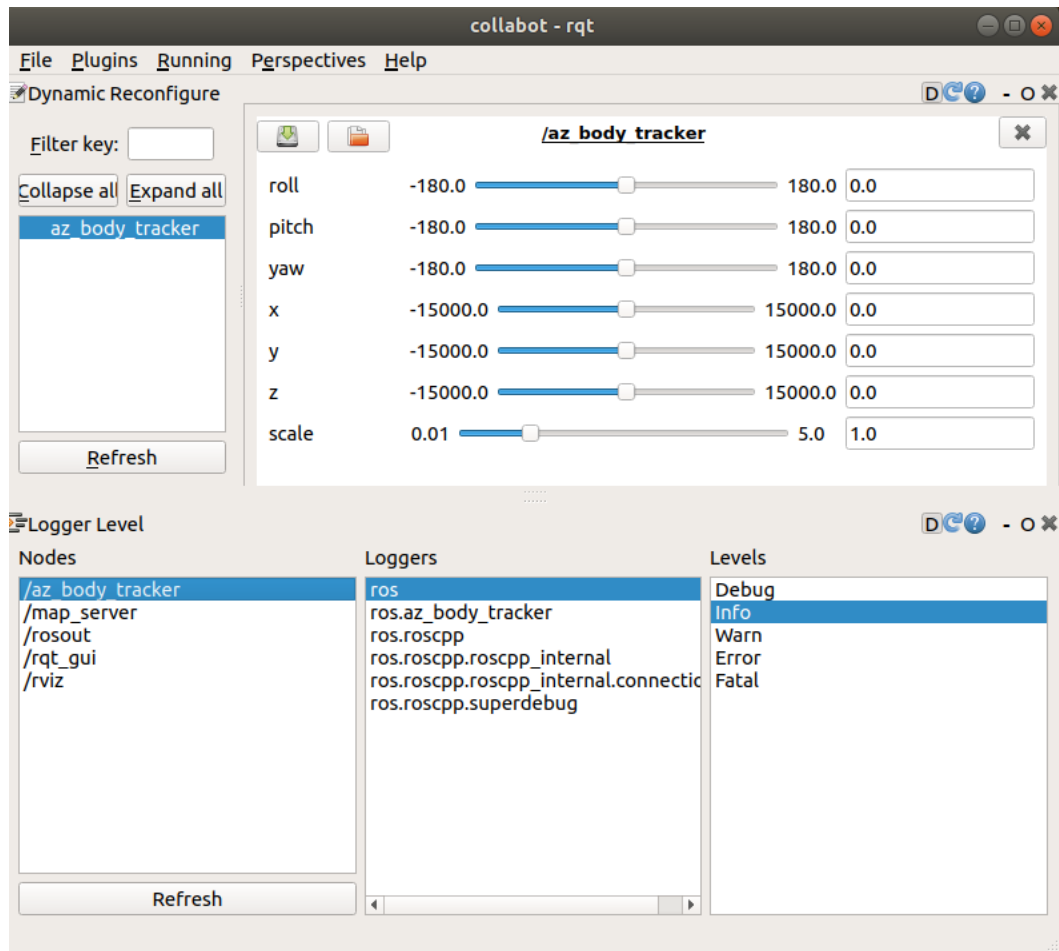 collabot - rqt
File Plugins Running Perspectives Help
Dynamic Reconfigure
D ? - O
Filter key:
Collapse all Expand all
az_body_tracker
Refresh
/az_body_tracker
roll -180.0 180.0 0.0
pitch -180.0 180.0 0.0
yaw -180.0 180.0 0.0
x -15000.0 15000.0 0.0
y -15000.0 15000.0 0.0
z -15000.0 15000.0 0.0
scale 0.01 5.0 1.0
Logger Level
D ? - O
Nodes
/az_body_tracker
/map_server
/rosout
/rqt_gui
/rviz
Refresh
Loggers
ros
ros.az_body_tracker
ros.roscpp
ros.roscpp.roscpp_internal
ros.roscpp.roscpp_internal.connectic
ros.roscpp.superdebug
Levels
Debug
Info
Warn
Error
Fatal